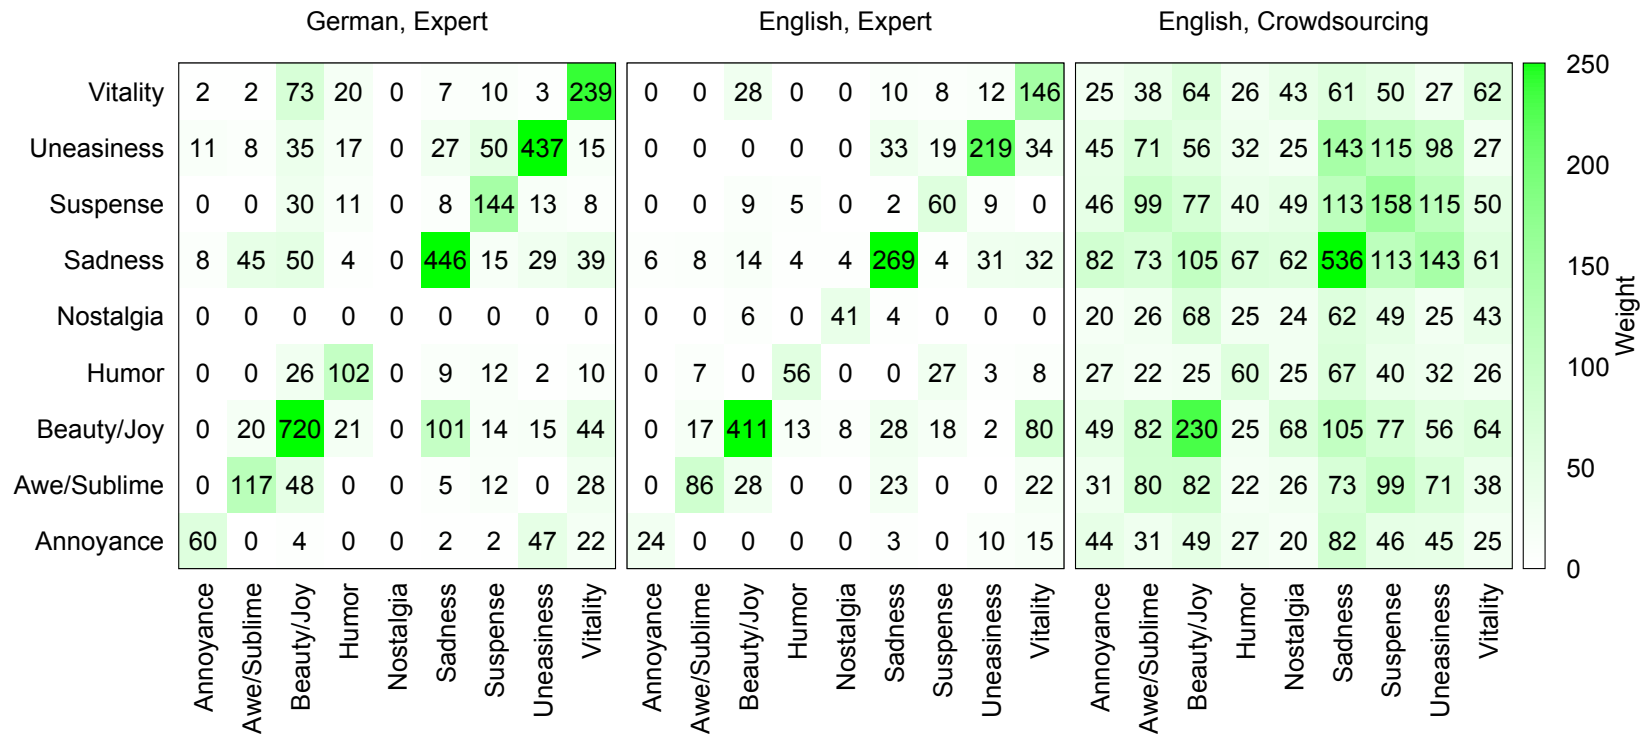 German, Expert English, Expert English, Crowdsourcing
Vitality 2 2 73 20 0 7 10 3 239 0 0 28 0 0 10 8 12 146 25 38 64 26 43 61 50 27 62 250
Uneasiness 11 8 35 17 0 27 50 437 15 0 0 0 0 0 33 19 219 34 45 71 56 32 25 143 115 98 27 200
Suspense 0 0 30 11 0 8 144 13 8 0 0 9 5 0 2 60 9 0 46 99 77 40 49 113 158 115 50
Sadness 8 45 50 4 0 446 15 29 39 6 8 14 4 4 269 4 31 32 82 73 105 67 62 536 113 143 61 150
Nostalgia 0 0 0 0 0 0 0 0 0 0 0 6 0 41 4 0 0 0 20 26 68 25 24 62 49 25 43 Weight
Humor 0 0 26 102 0 9 12 2 10 0 7 0 56 0 0 27 3 8 27 22 25 60 25 67 40 32 26 100
Beauty/Joy 0 20 720 21 0 101 14 15 44 0 17 411 13 8 28 18 2 80 49 82 230 25 68 105 77 56 64
Awe/Sublime 0 117 48 0 0 5 12 0 28 0 86 28 0 0 23 0 0 22 31 80 82 22 26 73 99 71 38 50
Annoyance 60 0 4 0 0 2 2 47 22 24 0 0 0 0 3 0 10 15 44 31 49 27 20 82 46 45 25 0
Annoyance Awe/Sublime Beauty/Joy Humor Nostalgia Sadness Suspense Uneasiness Vitality Annoyance Awe/Sublime Beauty/Joy Humor Nostalgia Sadness Suspense Uneasiness Vitality Annoyance Awe/Sublime Beauty/Joy Humor Nostalgia Sadness Suspense Uneasiness Vitality